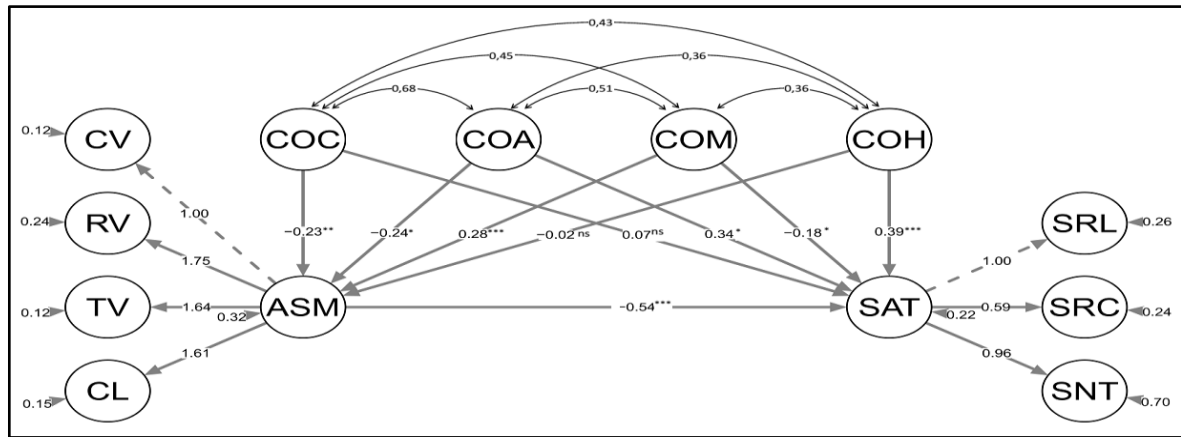 0,43
0,45
0,36
0,68
0,51
0,36
0.12
CV
COC
COA
COM
COH
1.00
0.24
RV
−0.23**
−0.24*
0.28***
−0.02ns
0.07ns
0.34*
−0.18*
0.39***
SRL
0.26
1.75
1.00
0.12
TV
1.64
0.32
ASM
−0.54***
SAT
0.22
0.59
SRC
0.24
1.61
0.96
0.15
CL
SNT
0.70